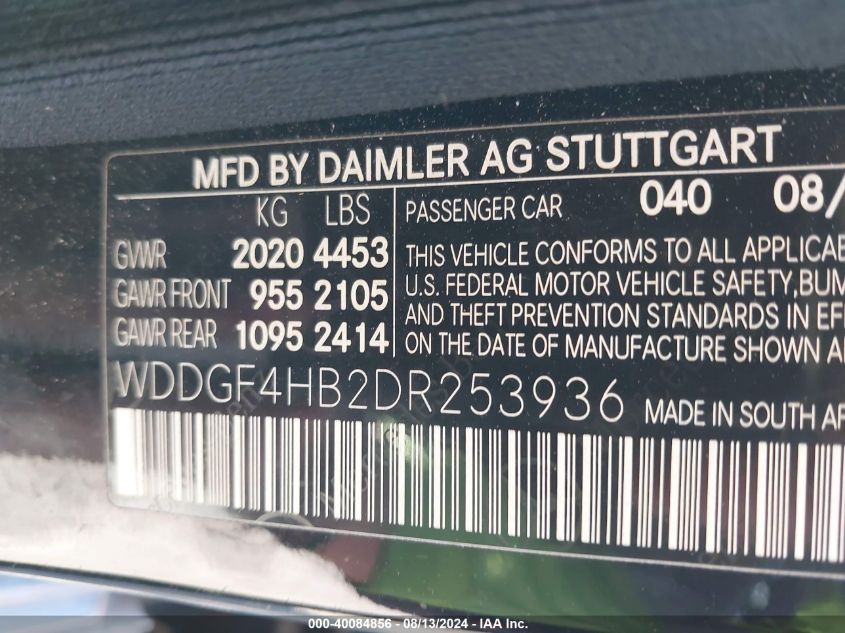 MFD BY DAIMLER AG STUTTGART
KG LBS
GVWR 2020 4453
GAWR FRONT 955 2105
GAWR REAR 1095 2414
PASSENGER CAR 040 08/
THIS VEHICLE CONFORMS TO ALL APPLICAB
U.S. FEDERAL MOTOR VEHICLE SAFETY, BUM
AND THEFT PREVENTION STANDARDS IN EF
ON THE DATE OF MANUFACTURE SHOWN A
WDDGF4HB2DR253936 MADE IN SOUTH AF
000-40084856 - 08/13/2024 - IAA Inc.